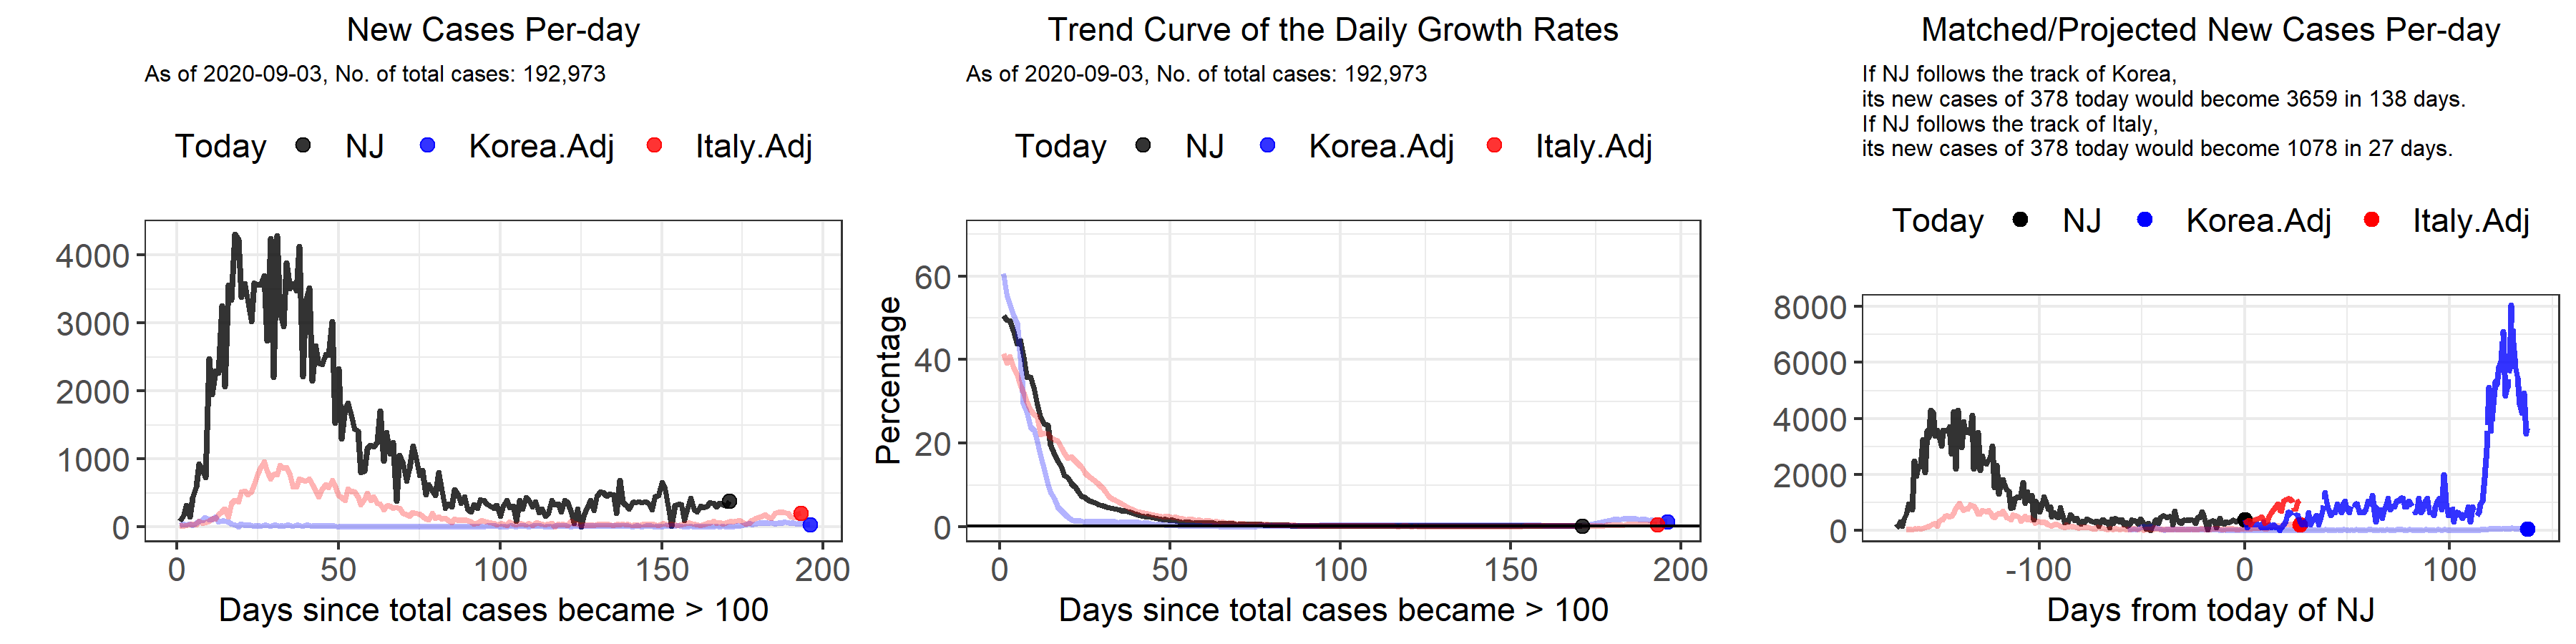 New Cases Per-day
As of 2020-09-03, No. of total cases: 192,973
Today NJ Korea.Adj Italy.Adj
4000
3000
2000
1000
0
0 50 100 150 200
Days since total cases became > 100
Trend Curve of the Daily Growth Rates
As of 2020-09-03, No. of total cases: 192,973
Today NJ Korea.Adj Italy.Adj
Percentage
60
40
20
0
0 50 100 150 200
Days since total cases became > 100
Matched/Projected New Cases Per-day
If NJ follows the track of Korea,
its new cases of 378 today would become 3659 in 138 days.
If NJ follows the track of Italy,
its new cases of 378 today would become 1078 in 27 days.
Today NJ Korea.Adj Italy.Adj
8000
6000
4000
2000
0
-100 0 100
Days from today of NJ